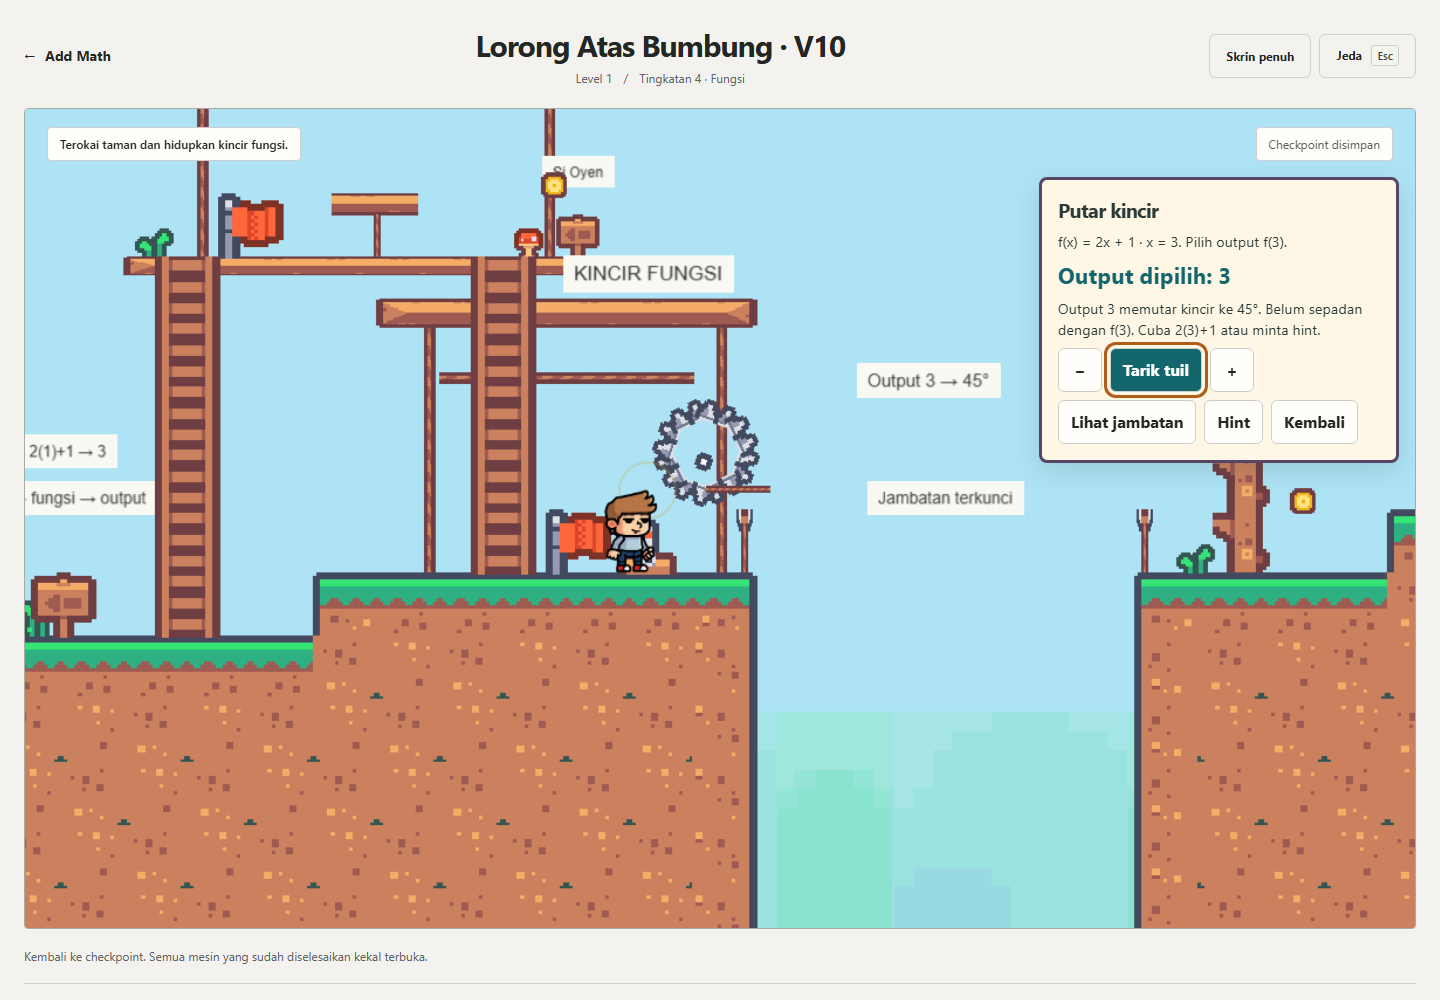 ← Add Math
Lorong Atas Bumbung · V10
Level 1 / Tingkatan 4 · Fungsi
Skrin penuh
Jeda Esc
Terokai taman dan hidupkan kincir fungsi.
Checkpoint disimpan
Si Oyen
KINCIR FUNGSI
Putar kincir
f(x) = 2x + 1 · x = 3. Pilih output f(3).
Output dipilih: 3
Output 3 memutar kincir ke 45°. Belum sepadan
dengan f(3). Cuba 2(3)+1 atau minta hint.
− Tarik tuil +
Lihat jambatan Hint Kembali
Output 3 → 45°
2(1)+1 → 3
fungsi → output
Jambatan terkunci
Kembali ke checkpoint. Semua mesin yang sudah diselesaikan kekal terbuka.